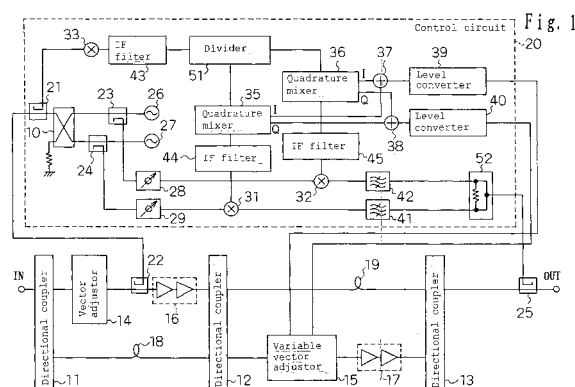 Fig. 1
Control circuit
20
33
IF filter
43
Divider
51
36
Quadrature mixer
I
Q
37
39
Level converter
21
10
23
26
27
24
35
Quadrature mixer
I
Q
38
40
Level converter
44
IF filter
IF filter
45
28
29
31
32
42
41
52
IN
Directional coupler
11
Vector adjustor
14
22
16
18
Directional coupler
12
19
Variable vector adjustor
15
17
Directional coupler
13
25
OUT